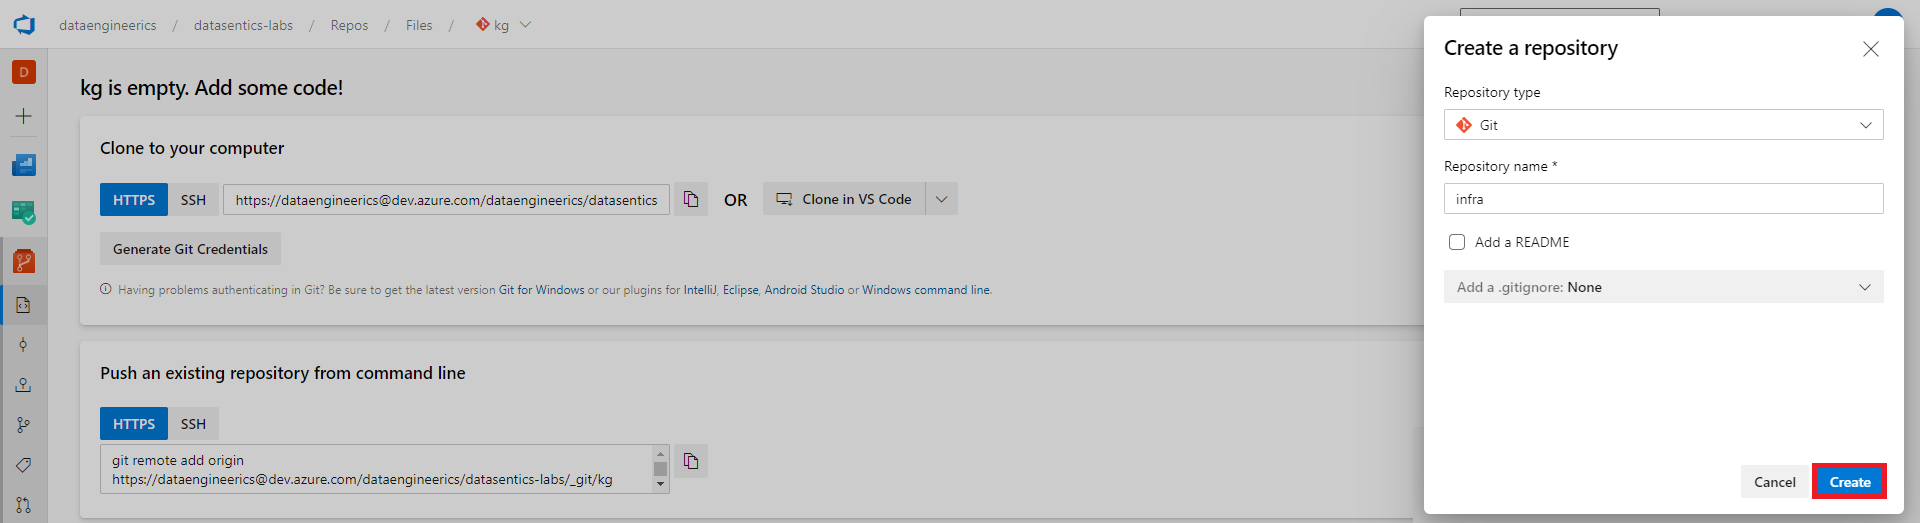 dataengineerics / datasentics-labs / Repos / Files / kg
D
kg is empty. Add some code!
Clone to your computer
HTTPS SSH https://dataengineerics@dev.azure.com/dataengineerics/datasentics OR Clone in VS Code
Generate Git Credentials
Having problems authenticating in Git? Be sure to get the latest version Git for Windows or our plugins for IntelliJ, Eclipse, Android Studio or Windows command line.
Push an existing repository from command line
HTTPS SSH
git remote add origin
https://dataengineerics@dev.azure.com/dataengineerics/datasentics-labs/_git/kg
Create a repository
Repository type
Git
Repository name *
infra
Add a README
Add a .gitignore: None
Cancel Create